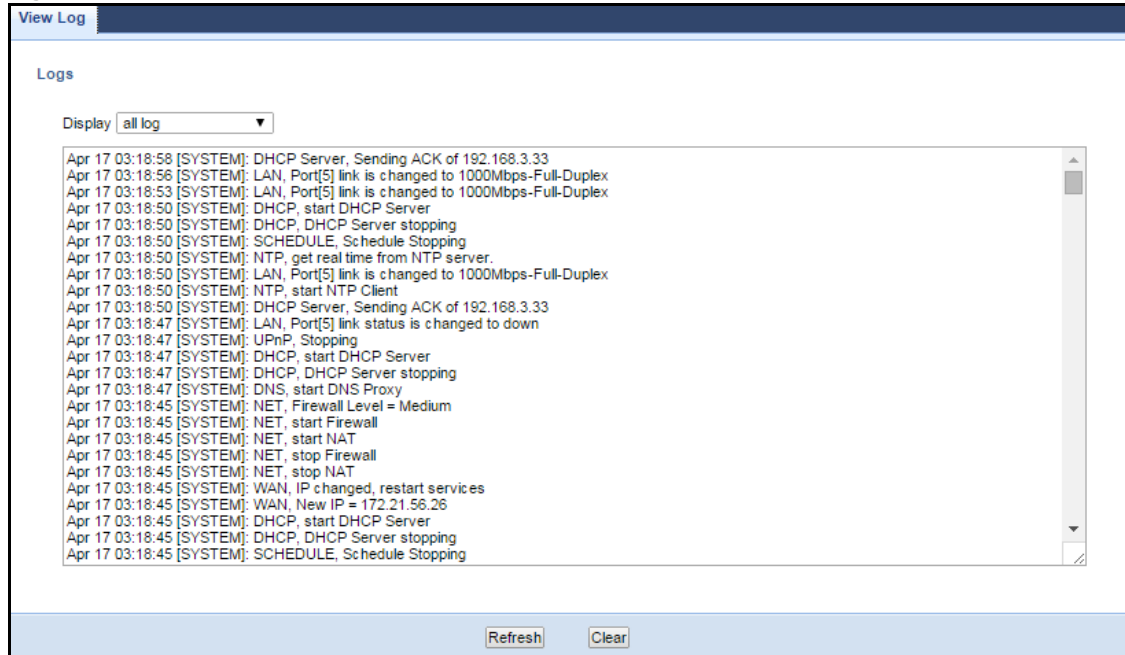 View Log
Logs
Display all log
Apr 17 03:18:58 [SYSTEM]: DHCP Server, Sending ACK of 192.168.3.33
Apr 17 03:18:56 [SYSTEM]: LAN, Port[5] link is changed to 1000Mbps-Full-Duplex
Apr 17 03:18:53 [SYSTEM]: LAN, Port[5] link is changed to 1000Mbps-Full-Duplex
Apr 17 03:18:50 [SYSTEM]: DHCP, start DHCP Server
Apr 17 03:18:50 [SYSTEM]: DHCP, DHCP Server stopping
Apr 17 03:18:50 [SYSTEM]: SCHEDULE, Schedule Stopping
Apr 17 03:18:50 [SYSTEM]: NTP, get real time from NTP server.
Apr 17 03:18:50 [SYSTEM]: LAN, Port[5] link is changed to 1000Mbps-Full-Duplex
Apr 17 03:18:50 [SYSTEM]: NTP, start NTP Client
Apr 17 03:18:50 [SYSTEM]: DHCP Server, Sending ACK of 192.168.3.33
Apr 17 03:18:47 [SYSTEM]: LAN, Port[5] link status is changed to down
Apr 17 03:18:47 [SYSTEM]: UPnP, Stopping
Apr 17 03:18:47 [SYSTEM]: DHCP, start DHCP Server
Apr 17 03:18:47 [SYSTEM]: DHCP, DHCP Server stopping
Apr 17 03:18:47 [SYSTEM]: DNS, start DNS Proxy
Apr 17 03:18:45 [SYSTEM]: NET, Firewall Level = Medium
Apr 17 03:18:45 [SYSTEM]: NET, start Firewall
Apr 17 03:18:45 [SYSTEM]: NET, start NAT
Apr 17 03:18:45 [SYSTEM]: NET, stop Firewall
Apr 17 03:18:45 [SYSTEM]: NET, stop NAT
Apr 17 03:18:45 [SYSTEM]: WAN, IP changed, restart services
Apr 17 03:18:45 [SYSTEM]: WAN, New IP = 172.21.56.26
Apr 17 03:18:45 [SYSTEM]: DHCP, start DHCP Server
Apr 17 03:18:45 [SYSTEM]: DHCP, DHCP Server stopping
Apr 17 03:18:45 [SYSTEM]: SCHEDULE, Schedule Stopping
Refresh Clear